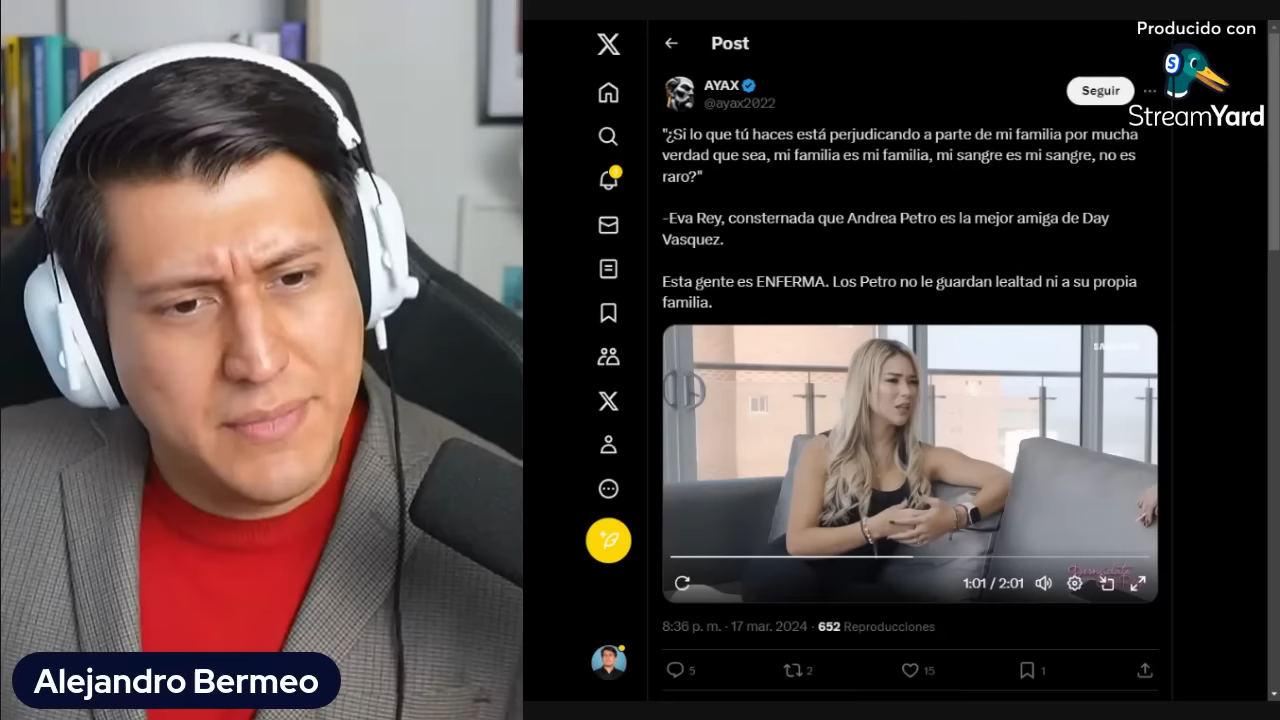 Producido con
StreamYard
Post
AYAX
@ayax2022
Seguir
"¿Si lo que tú haces está perjudicando a parte de mi familia por mucha
verdad que sea, mi familia es mi familia, mi sangre es mi sangre, no es
raro?"
-Eva Rey, consternada que Andrea Petro es la mejor amiga de Day
Vasquez.
Esta gente es ENFERMA. Los Petro no le guardan lealtad ni a su propia
familia.
1:01 / 2:01
8:36 p. m. · 17 mar. 2024 · 652 Reproducciones
5 2 15 1
Alejandro Bermeo